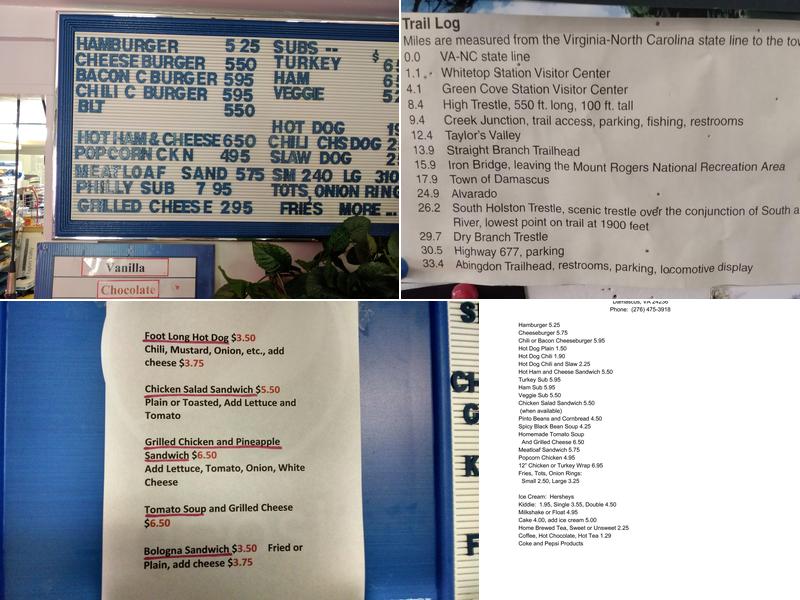 HAMBURGER 5 25 SUBS -- $
CHEESEBURGER 550 TURKEY 6
BACON C BURGER 595 HAM 6
CHILI C BURGER 595 VEGGIE 5
BLT 550
HOT DOG 19
HOT HAM & CHEESE 650 CHILI CHS DOG 2
POPCORN CKN 495 SLAW DOG 2
MEATLOAF SAND 575 SM 240 LG 310
PHILLY SUB 7 95 TOTS, ONION RING
GRILLED CHEESE 295 FRIES MORE ...
Vanilla
Chocolate
Trail Log
Miles are measured from the Virginia-North Carolina state line to the tow
0.0 VA-NC state line
1.1 Whitetop Station Visitor Center
4.1 Green Cove Station Visitor Center
8.4 High Trestle, 550 ft. long, 100 ft. tall
9.4 Creek Junction, trail access, parking, fishing, restrooms
12.4 Taylor's Valley
13.9 Straight Branch Trailhead
15.9 Iron Bridge, leaving the Mount Rogers National Recreation Area
17.9 Town of Damascus
24.9 Alvarado
26.2 South Holston Trestle, scenic trestle over the conjunction of South a
River, lowest point on trail at 1900 feet
29.7 Dry Branch Trestle
30.5 Highway 677, parking
33.4 Abingdon Trailhead, restrooms, parking, locomotive display
Foot Long Hot Dog $3.50
Chili, Mustard, Onion, etc., add
cheese $3.75
Chicken Salad Sandwich $5.50
Plain or Toasted, Add Lettuce and
Tomato
Grilled Chicken and Pineapple
Sandwich $6.50
Add Lettuce, Tomato, Onion, White
Cheese
Tomato Soup and Grilled Cheese
$6.50
Bologna Sandwich $3.50 Fried or
Plain, add cheese $3.75
S
CH
C
K
F
Damascus, VA 24236
Phone: (276) 475-3918
Hamburger 5.25
Cheeseburger 5.75
Chili or Bacon Cheeseburger 5.95
Hot Dog Plain 1.50
Hot Dog Chili 1.90
Hot Dog Chili and Slaw 2.25
Hot Ham and Cheese Sandwich 5.50
Turkey Sub 5.95
Ham Sub 5.95
Veggie Sub 5.50
Chicken Salad Sandwich 5.50
(when available)
Pinto Beans and Cornbread 4.50
Spicy Black Bean Soup 4.25
Homemade Tomato Soup
And Grilled Cheese 6.50
Meatloaf Sandwich 5.75
Popcorn Chicken 4.95
12" Chicken or Turkey Wrap 6.95
Fries, Tots, Onion Rings:
Small 2.50, Large 3.25
Ice Cream: Hersheys
Kiddie: 1.95, Single 3.55, Double 4.50
Milkshake or Float 4.95
Cake 4.00, add ice cream 5.00
Home Brewed Tea, Sweet or Unsweet 2.25
Coffee, Hot Chocolate, Hot Tea 1.29
Coke and Pepsi Products